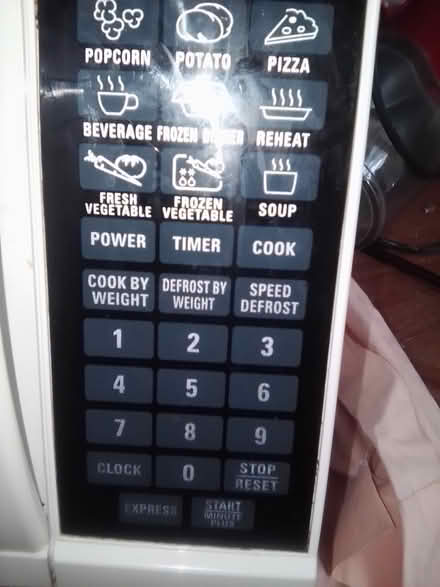 POPCORN POTATO PIZZA
BEVERAGE FROZEN DINNER REHEAT
FRESH VEGETABLE FROZEN VEGETABLE SOUP
POWER TIMER COOK
COOK BY WEIGHT DEFROST BY WEIGHT SPEED DEFROST
1 2 3
4 5 6
7 8 9
CLOCK 0 STOP RESET
EXPRESS START MINUTE PLUS